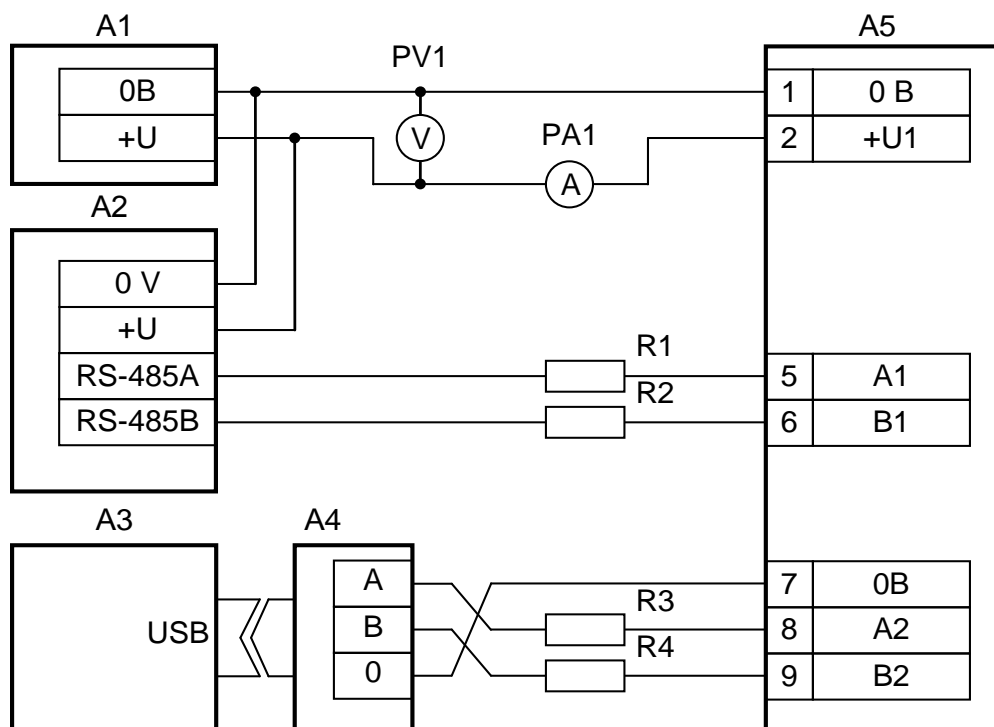 A1
A5
PV1
0В
1
0 В
+U
V
PA1
2
+U1
A
A2
0 V
+U
R1
RS-485A
5
A1
R2
RS-485B
6
B1
A3
A4
A
7
0В
R3
USB
B
8
A2
R4
0
9
B2